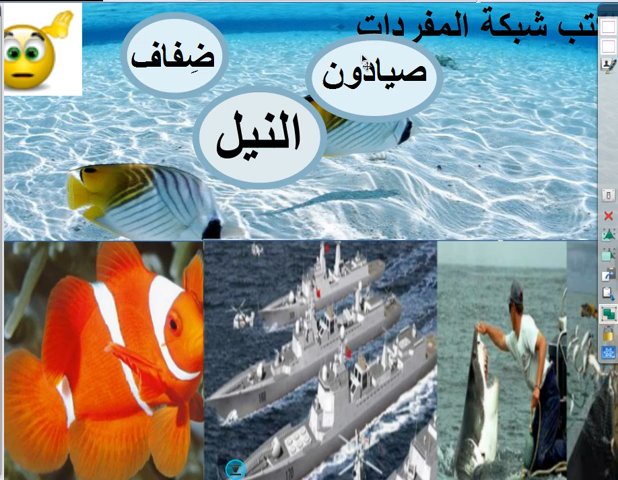 تب شبكة المفردات
صيادون
ضِفاف
النيل